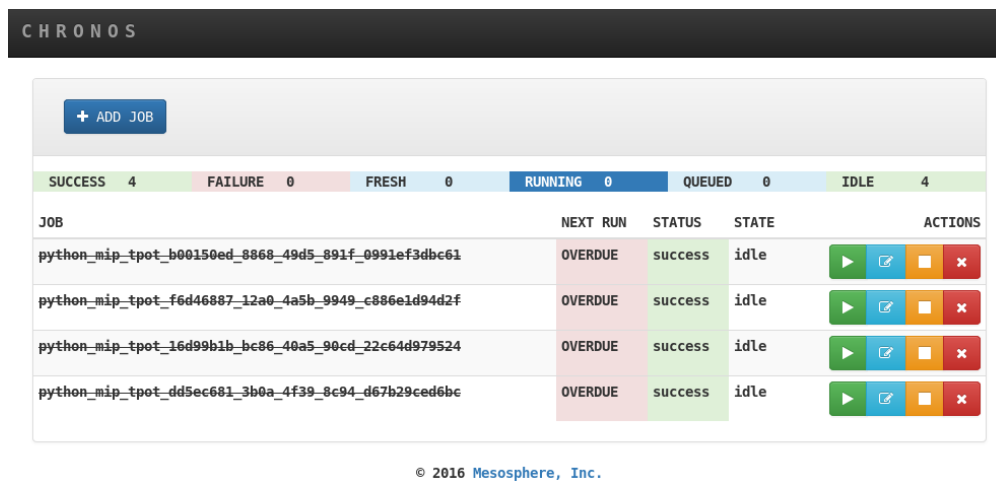 CHRONOS
ADD JOB
SUCCESS 4 FAILURE 0 FRESH 0 RUNNING 0 QUEUED 0 IDLE 4
JOB NEXT RUN STATUS STATE ACTIONS
python_mip_tpot_b00150ed_8868_49d5_891f_0991ef3dbc61 OVERDUE success idle
python_mip_tpot_f6d46887_12a0_4a5b_9949_c886e1d94d2f OVERDUE success idle
python_mip_tpot_16d99b1b_bc86_40a5_90cd_22c64d979524 OVERDUE success idle
python_mip_tpot_dd5ec681_3b0a_4f39_8c94_d67b29ced6bc OVERDUE success idle
© 2016 Mesosphere, Inc.